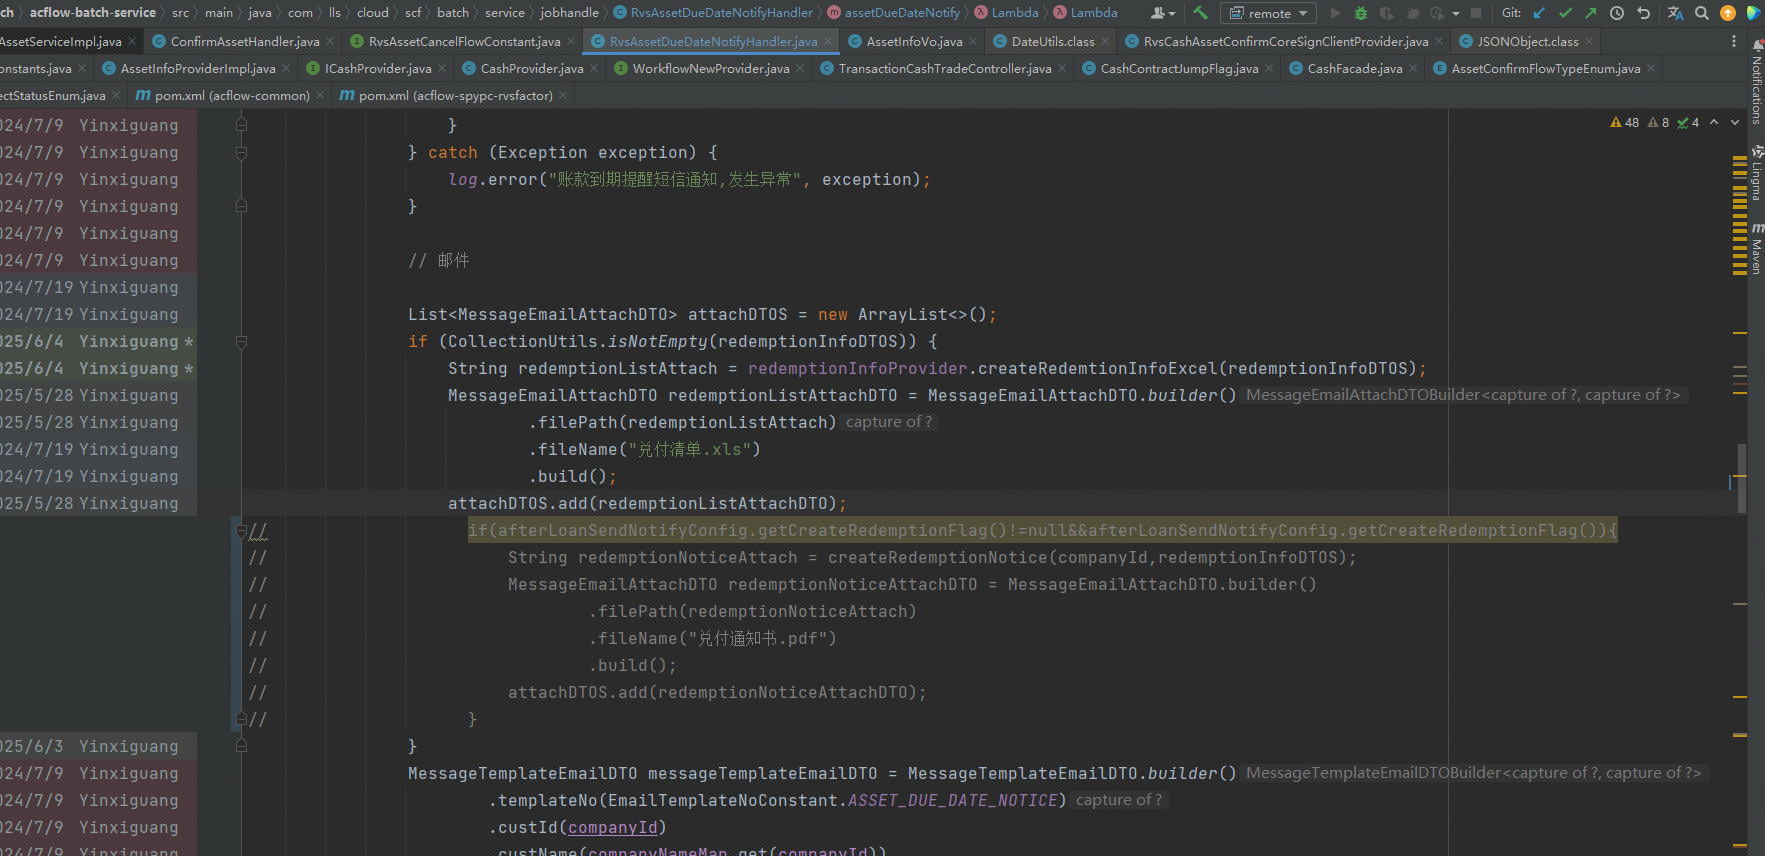 ch acflow-batch-service src main java com lls cloud scf batch service jobhandle RvsAssetDueDateNotifyHandler assetDueDateNotify Lambda Lambda remote Git:
AssetServiceImpl.java ConfirmAssetHandler.java RvsAssetCancelFlowConstant.java RvsAssetDueDateNotifyHandler.java AssetInfoVo.java DateUtils.class RvsCashAssetConfirmCoreSignClientProvider.java JSONObject.class
onstants.java AssetInfoProviderImpl.java ICashProvider.java CashProvider.java WorkflowNewProvider.java TransactionCashTradeController.java CashContractJumpFlag.java CashFacade.java AssetConfirmFlowTypeEnum.java
ectStatusEnum.java pom.xml (acflow-common) pom.xml (acflow-spypc-rvsfactor)
Notifications
Lingma
Maven
48 8 4
024/7/9 Yinxiguang }
024/7/9 Yinxiguang } catch (Exception exception) {
024/7/9 Yinxiguang log.error("账款到期提醒短信通知,发生异常", exception);
024/7/9 Yinxiguang }
024/7/9 Yinxiguang
024/7/9 Yinxiguang // 邮件
024/7/19 Yinxiguang
024/7/19 Yinxiguang List<MessageEmailAttachDTO> attachDTOS = new ArrayList<>();
025/6/4 Yinxiguang * if (CollectionUtils.isNotEmpty(redemptionInfoDTOS)) {
025/6/4 Yinxiguang * String redemptionListAttach = redemptionInfoProvider.createRedemtionInfoExcel(redemptionInfoDTOS);
025/5/28 Yinxiguang MessageEmailAttachDTO redemptionListAttachDTO = MessageEmailAttachDTO.builder() MessageEmailAttachDTOBuilder<capture of ?, capture of ?>
025/5/28 Yinxiguang .filePath(redemptionListAttach) capture of ?
024/7/19 Yinxiguang .fileName("兑付清单.xls")
024/7/19 Yinxiguang .build();
025/5/28 Yinxiguang attachDTOS.add(redemptionListAttachDTO);
// if(afterLoanSendNotifyConfig.getCreateRedemptionFlag()!=null&&afterLoanSendNotifyConfig.getCreateRedemptionFlag()){
// String redemptionNoticeAttach = createRedemptionNotice(companyId,redemptionInfoDTOS);
// MessageEmailAttachDTO redemptionNoticeAttachDTO = MessageEmailAttachDTO.builder()
// .filePath(redemptionNoticeAttach)
// .fileName("兑付通知书.pdf")
// .build();
// attachDTOS.add(redemptionNoticeAttachDTO);
// }
025/6/3 Yinxiguang }
024/7/9 Yinxiguang MessageTemplateEmailDTO messageTemplateEmailDTO = MessageTemplateEmailDTO.builder() MessageTemplateEmailDTOBuilder<capture of ?, capture of ?>
024/7/9 Yinxiguang .templateNo(EmailTemplateNoConstant.ASSET_DUE_DATE_NOTICE) capture of ?
024/7/9 Yinxiguang .custId(companyId)
024/7/9 Yinxiguang .custName(companyNameMap.get(companyId))